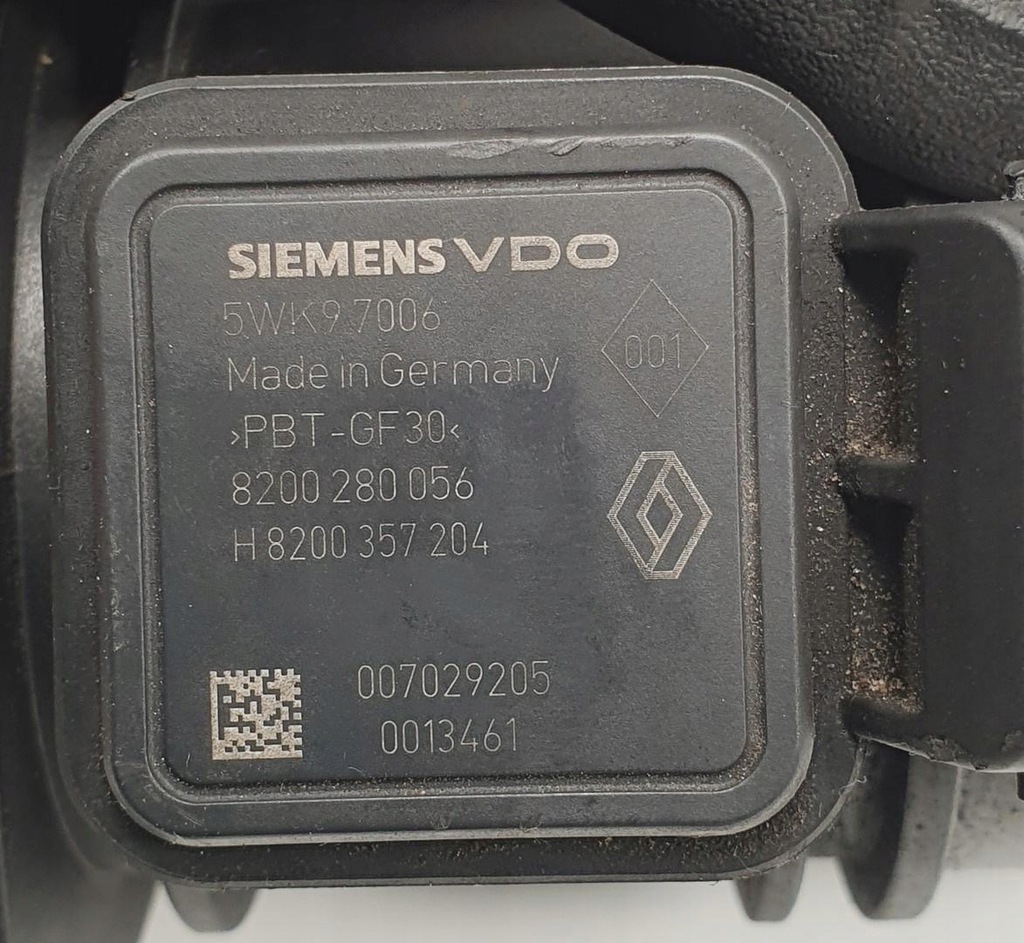 SIEMENS VDO
5WK9 7006
001
Made in Germany
>PBT-GF30<
8200 280 056
H 8200 357 204
007029205
0013461